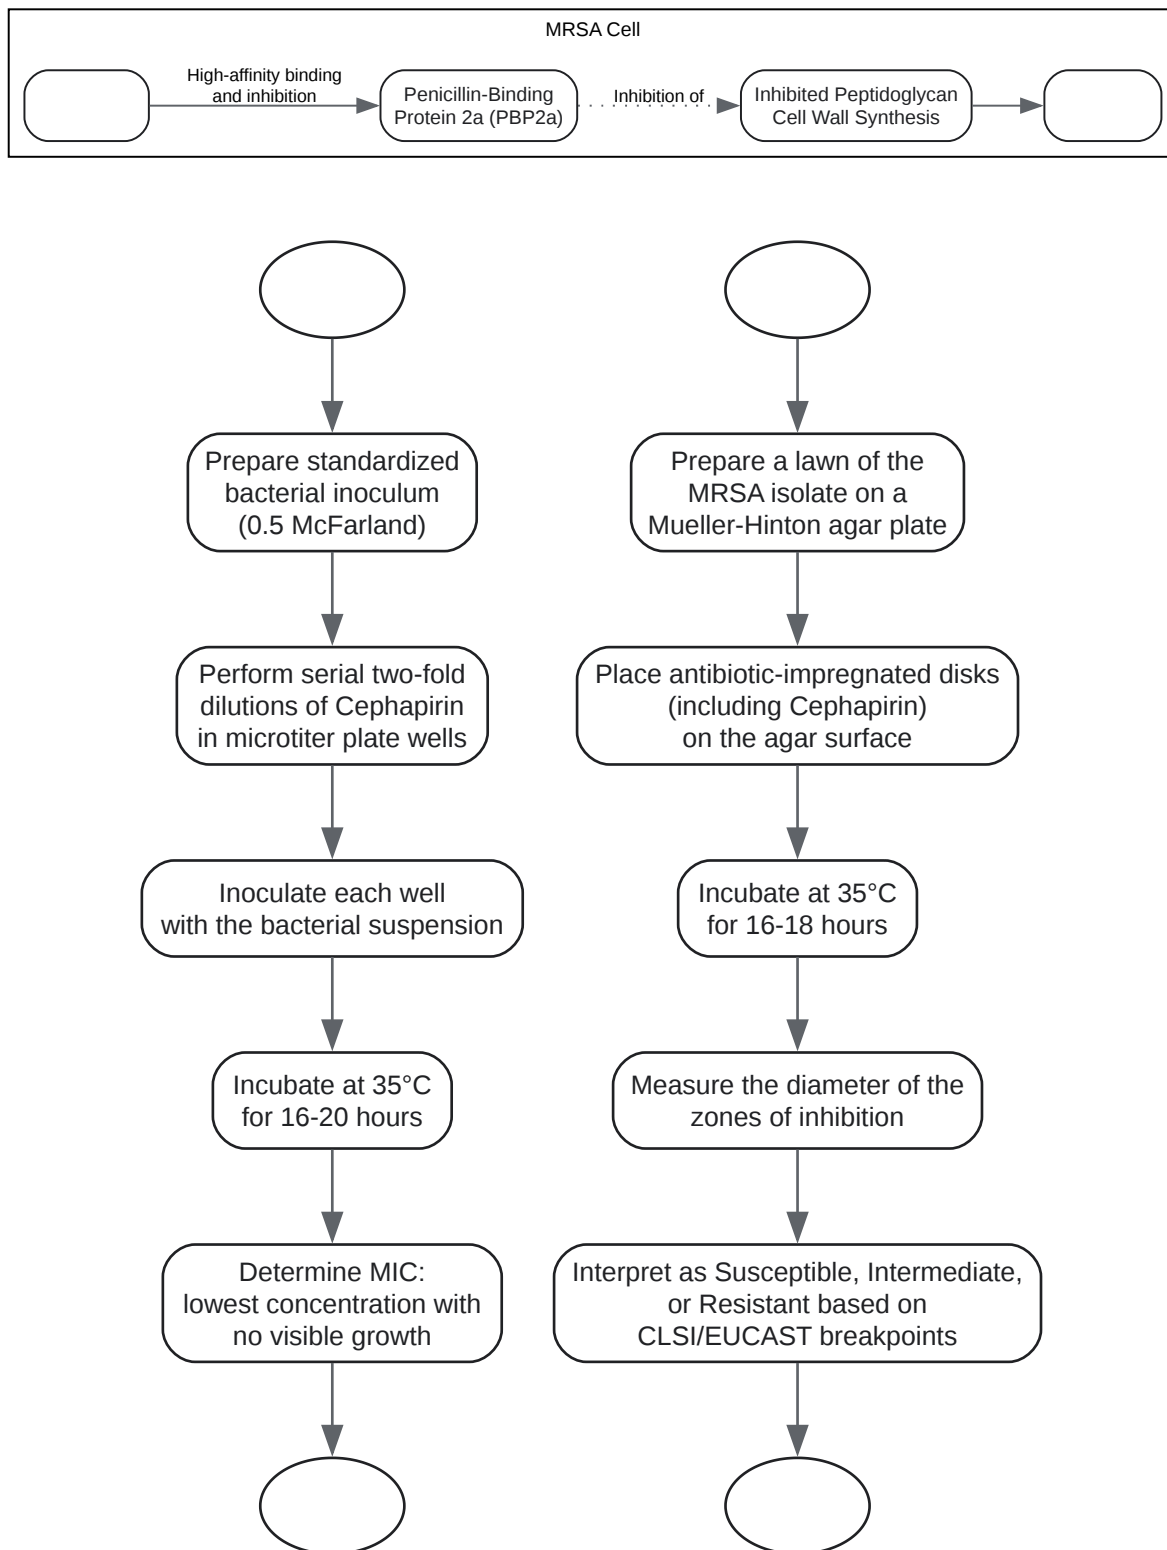 MRSA Cell
High-affinity binding
and inhibition
Penicillin-Binding
Protein 2a (PBP2a)
Inhibition of
Inhibited Peptidoglycan
Cell Wall Synthesis
Prepare standardized
bacterial inoculum
(0.5 McFarland)
Perform serial two-fold
dilutions of Cephapirin
in microtiter plate wells
Inoculate each well
with the bacterial suspension
Incubate at 35°C
for 16-20 hours
Determine MIC:
lowest concentration with
no visible growth
Prepare a lawn of the
MRSA isolate on a
Mueller-Hinton agar plate
Place antibiotic-impregnated disks
(including Cephapirin)
on the agar surface
Incubate at 35°C
for 16-18 hours
Measure the diameter of the
zones of inhibition
Interpret as Susceptible, Intermediate,
or Resistant based on
CLSI/EUCAST breakpoints